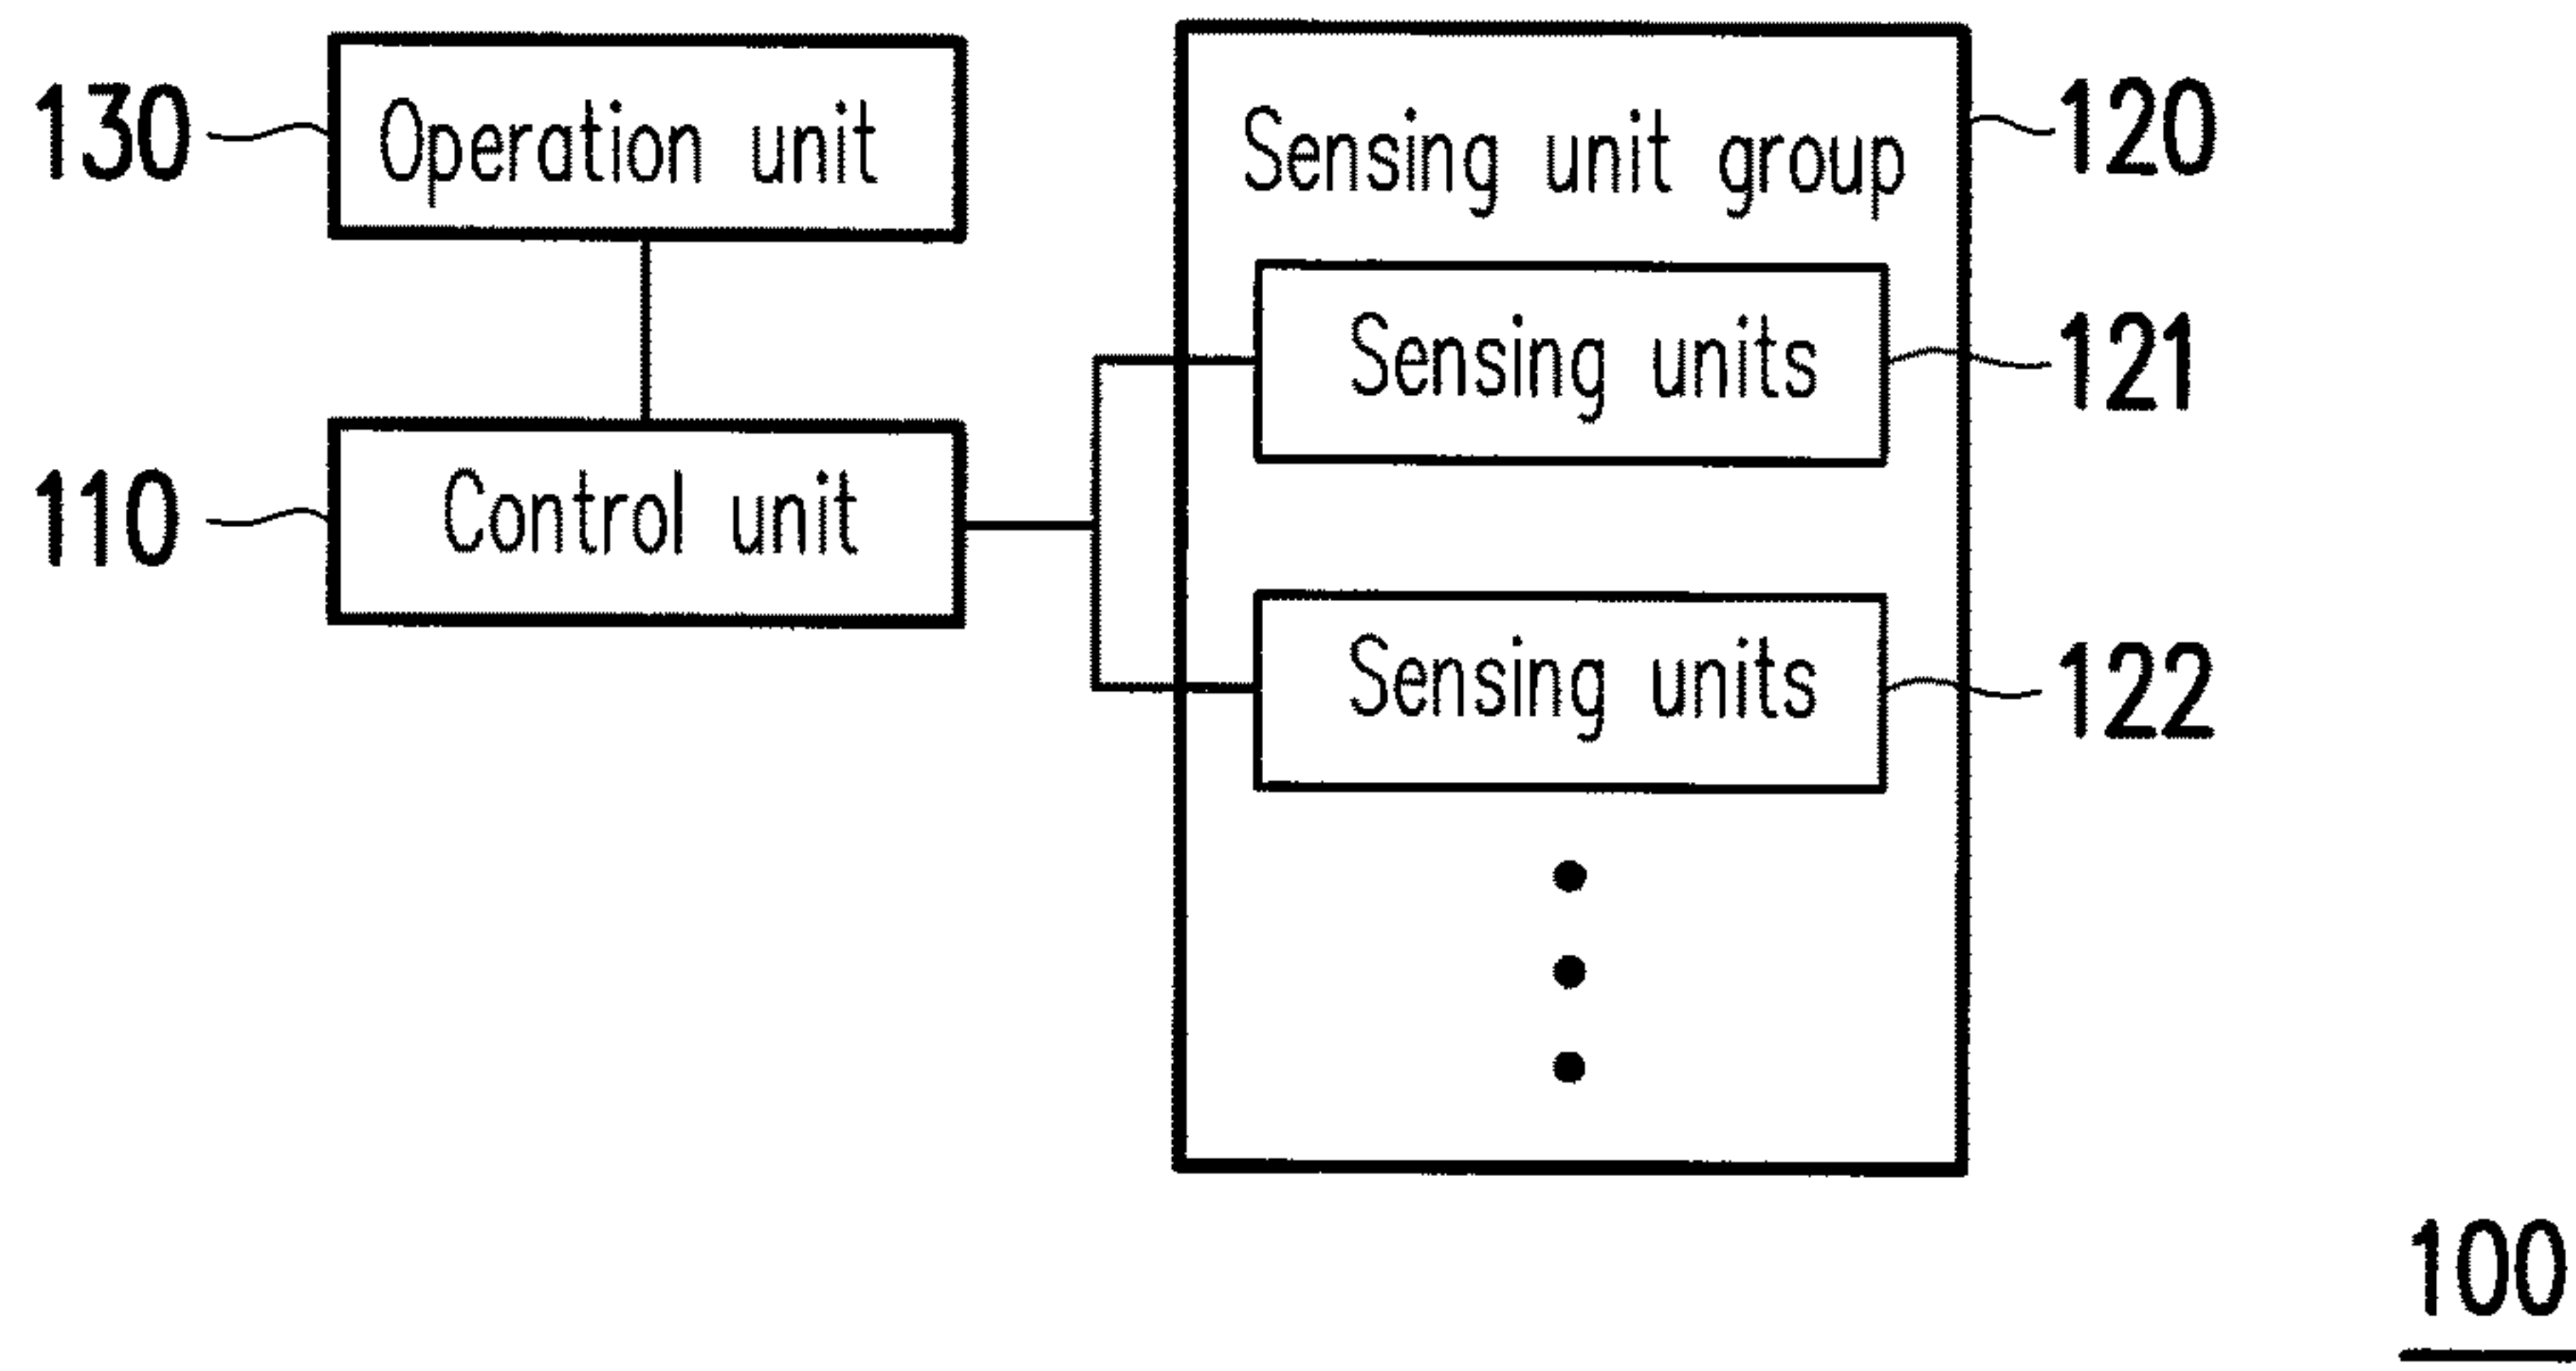 130
Operation unit
110
Control unit
Sensing unit group
120
Sensing units
121
Sensing units
122
100